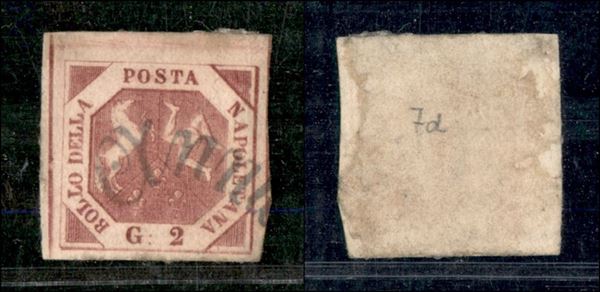 BOLLO DELLA
POSTA
NAPOLETANA
G. 2
7d